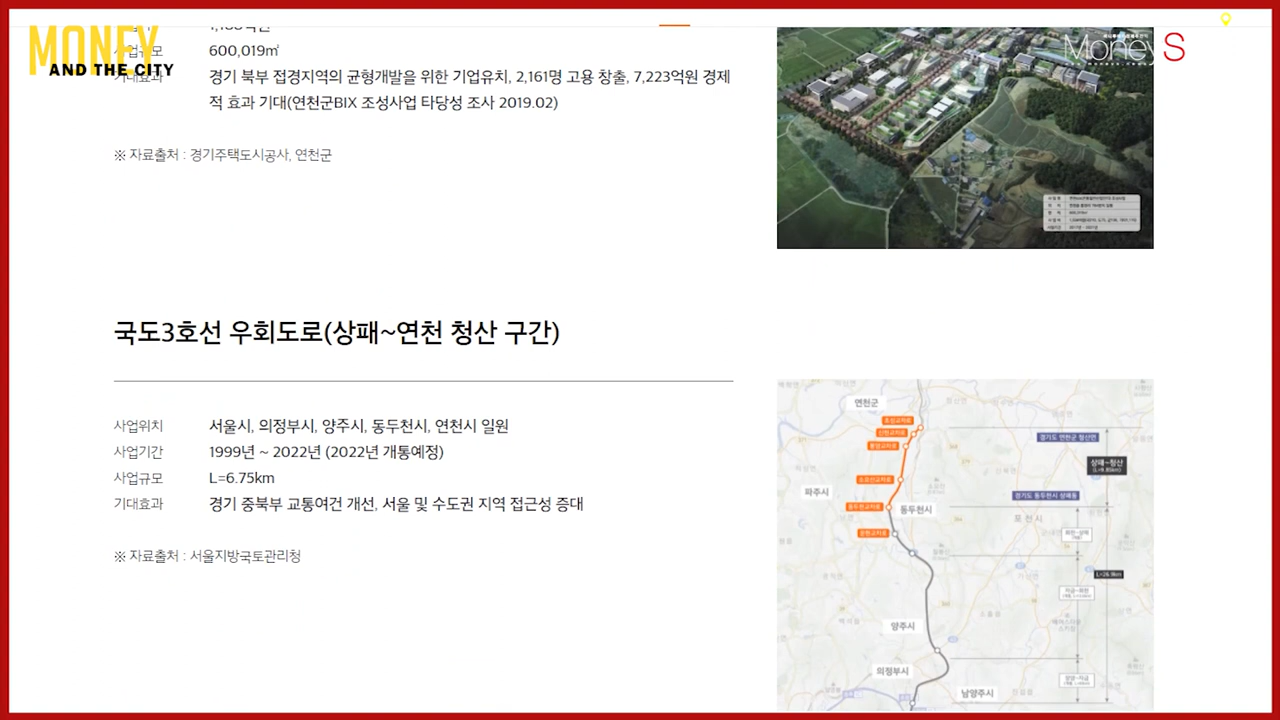 MONEY
AND THE CITY
MoneyS
600,019㎡
기대효과
경기 북부 접경지역의 균형개발을 위한 기업유치, 2,161명 고용 창출, 7,223억원 경제
적 효과 기대(연천군BIX 조성사업 타당성 조사 2019.02)
※ 자료출처 : 경기주택도시공사, 연천군
국도3호선 우회도로(상패~연천 청산 구간)
사업위치 서울시, 의정부시, 양주시, 동두천시, 연천시 일원
사업기간 1999년 ~ 2022년 (2022년 개통예정)
사업규모 L=6.75km
기대효과 경기 중북부 교통여건 개선, 서울 및 수도권 지역 접근성 증대
※ 자료출처 : 서울지방국토관리청
연천군
경기도 연천군 청산면
상패~청산
(L=9.85km)
파주시
경기도 동두천시 상패동
동두천시
포천시
L=26.9km
양주시
의정부시
남양주시